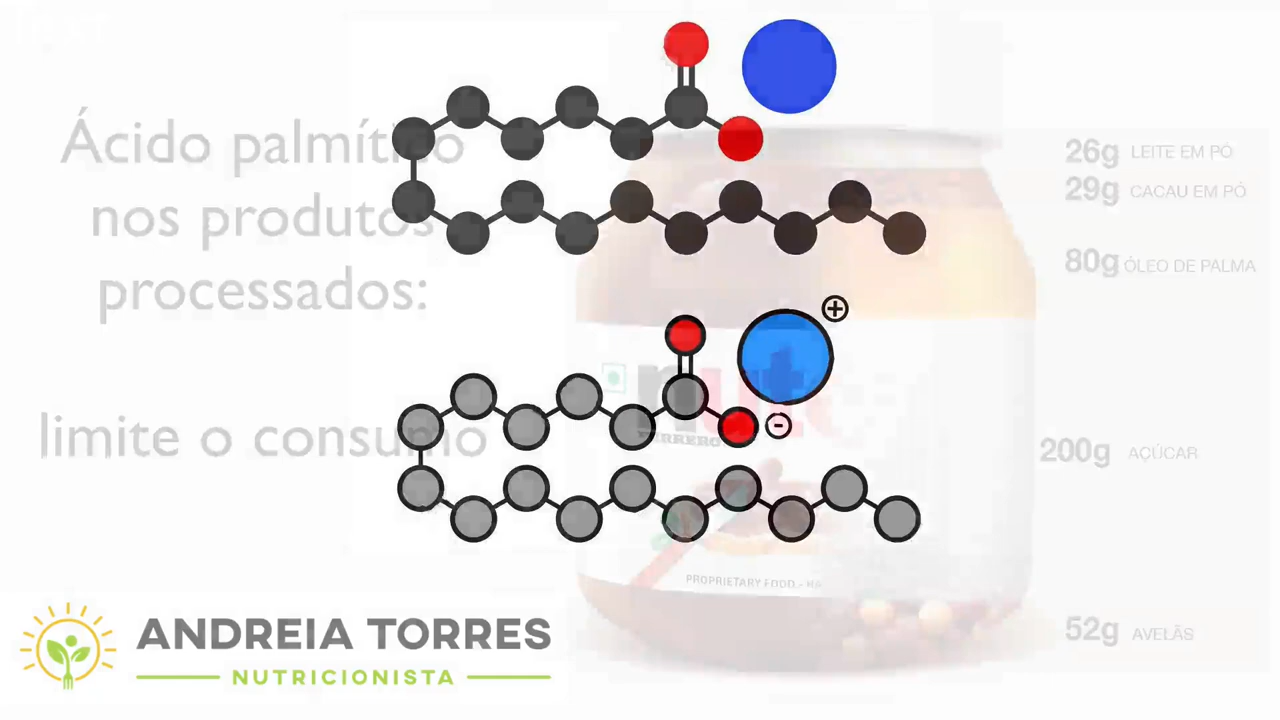 Ácido palmítico
nos produtos
processados:
limite o consumo
26g LEITE EM PÓ
29g CACAU EM PÓ
80g ÓLEO DE PALMA
200g AÇÚCAR
52g AVELÃS
+
-
PROPRIETARY FOOD - HA
ANDREIA TORRES
NUTRICIONISTA